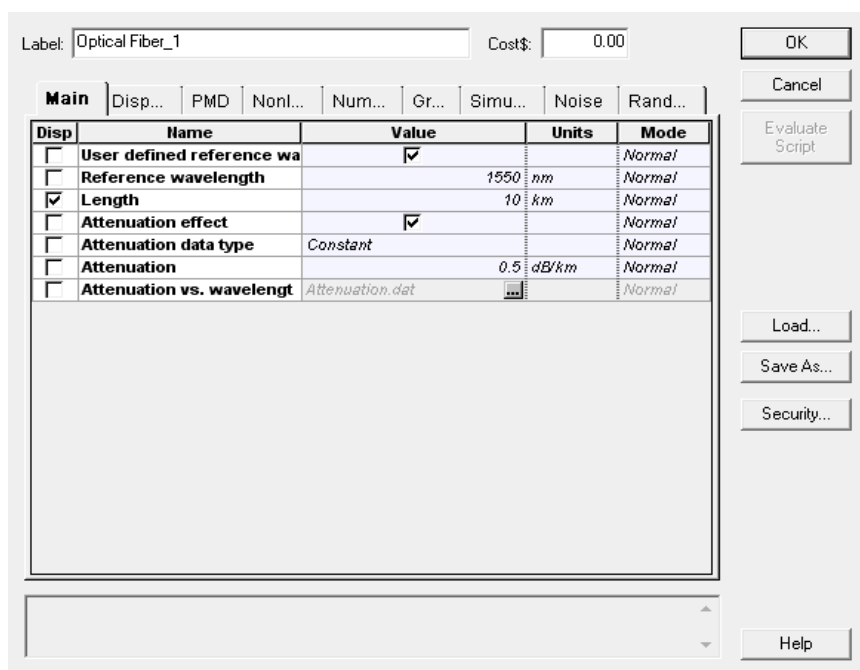 Label: Optical Fiber_1 Cost$: 0.00 OK
Cancel
Evaluate Script
Main Disp... PMD Nonl... Num... Gr... Simu... Noise Rand...
Disp Name Value Units Mode
User defined reference wa Normal
Reference wavelength 1550 nm Normal
Length 10 km Normal
Attenuation effect Normal
Attenuation data type Constant Normal
Attenuation 0.5 dB/km Normal
Attenuation vs. wavelengt Attenuation.dat ... Normal
Load...
Save As...
Security...
Help